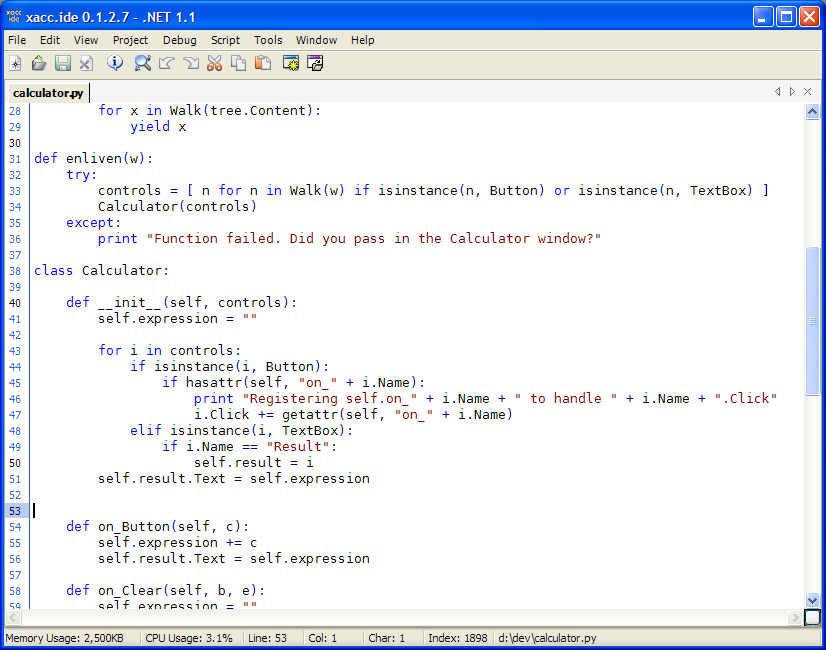 xacc.ide 0.1.2.7 - .NET 1.1
File Edit View Project Debug Script Tools Window Help
calculator.py
28         for x in Walk(tree.Content):
29             yield x
30
31 def enliven(w):
32     try:
33         controls = [ n for n in Walk(w) if isinstance(n, Button) or isinstance(n, TextBox) ]
34         Calculator(controls)
35     except:
36         print "Function failed. Did you pass in the Calculator window?"
37
38 class Calculator:
39
40     def __init__(self, controls):
41         self.expression = ""
42
43         for i in controls:
44             if isinstance(i, Button):
45                 if hasattr(self, "on_" + i.Name):
46                     print "Registering self.on_" + i.Name + " to handle " + i.Name + ".Click"
47                     i.Click += getattr(self, "on_" + i.Name)
48             elif isinstance(i, TextBox):
49                 if i.Name == "Result":
50                     self.result = i
51         self.result.Text = self.expression
52
53
54     def on_Button(self, c):
55         self.expression += c
56         self.result.Text = self.expression
57
58     def on_Clear(self, b, e):
59         self.expression = ""
Memory Usage: 2,500KB CPU Usage: 3.1% Line: 53 Col: 1 Char: 1 Index: 1898 d:\dev\calculator.py